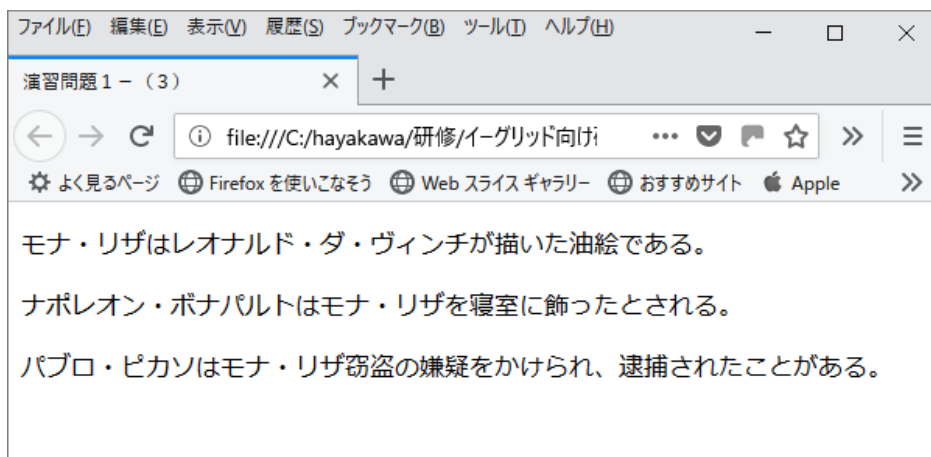 ファイル(F) 編集(E) 表示(V) 履歴(S) ブックマーク(B) ツール(T) ヘルプ(H)
演習問題1-(3)
file:///C:/hayakawa/研修/イーグリッド向け
よく見るページ Firefox を使いこなそう Web スライス ギャラリー おすすめサイト Apple
モナ・リザはレオナルド・ダ・ヴィンチが描いた油絵である。
ナポレオン・ボナパルトはモナ・リザを寝室に飾ったとされる。
パブロ・ピカソはモナ・リザ窃盗の嫌疑をかけられ、逮捕されたことがある。